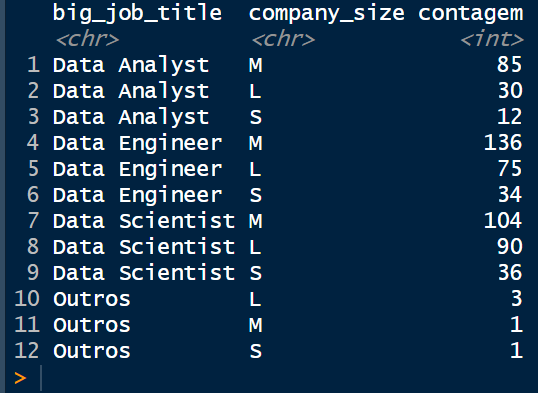 big_job_title company_size contagem
<chr> <chr> <int>
1 Data Analyst M 85
2 Data Analyst L 30
3 Data Analyst S 12
4 Data Engineer M 136
5 Data Engineer L 75
6 Data Engineer S 34
7 Data Scientist M 104
8 Data Scientist L 90
9 Data Scientist S 36
10 Outros L 3
11 Outros M 1
12 Outros S 1
>